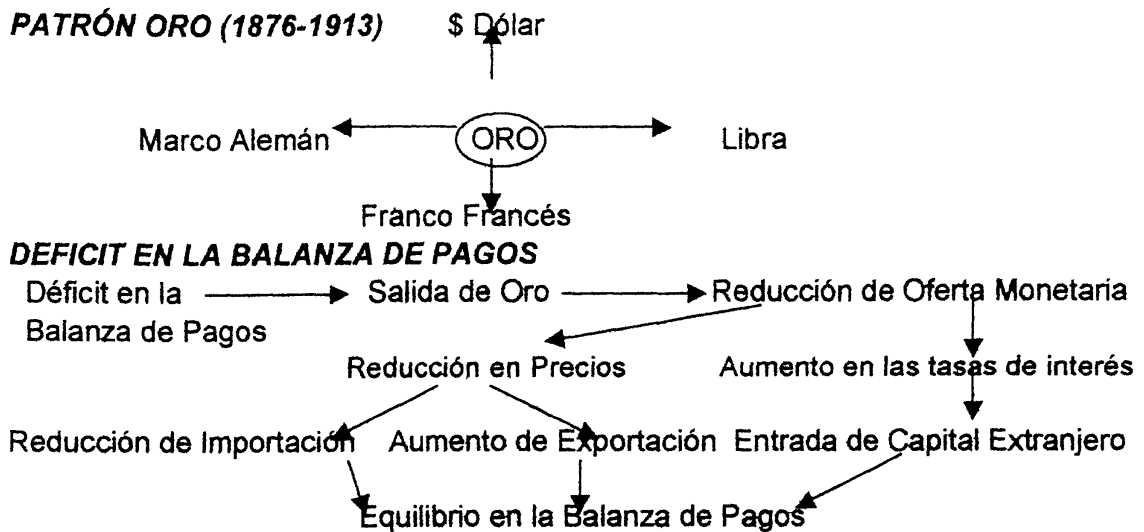 PATRÓN ORO (1876-1913) $ Dólar
Marco Alemán ORO Libra
Franco Francés
DEFICIT EN LA BALANZA DE PAGOS
Déficit en la Salida de Oro Reducción de Oferta Monetaria
Balanza de Pagos
Reducción en Precios Aumento en las tasas de interés
Reducción de Importación Aumento de Exportación Entrada de Capital Extranjero
Equilibrio en la Balanza de Pagos